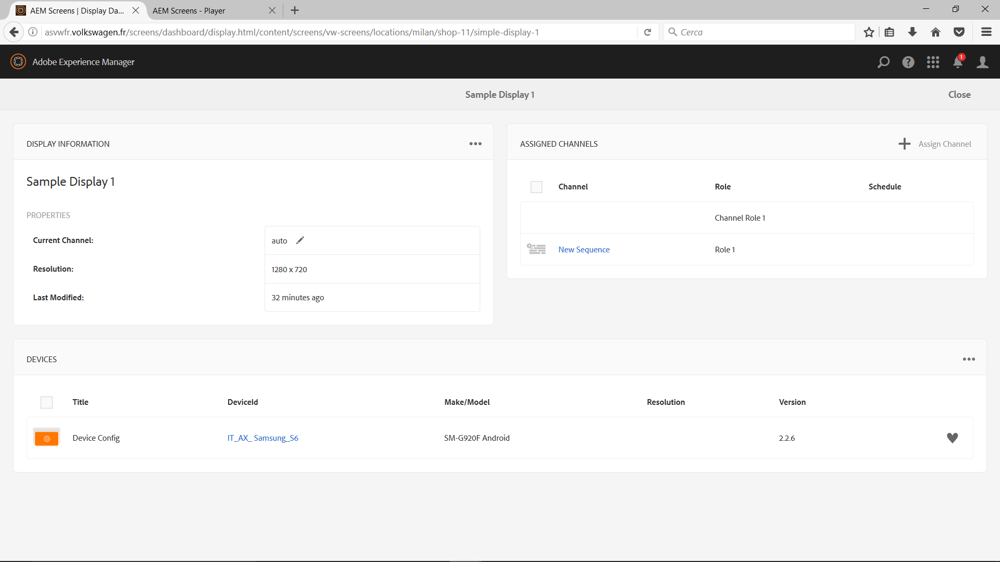 AEM Screens | Display Da...
AEM Screens - Player
asvwfr.volkswagen.fr/screens/dashboard/display.html/content/screens/vw-screens/locations/milan/shop-11/simple-display-1
Cerca
Adobe Experience Manager
1
Sample Display 1
Close
DISPLAY INFORMATION
Sample Display 1
PROPERTIES
Current Channel: auto
Resolution: 1280 x 720
Last Modified: 32 minutes ago
ASSIGNED CHANNELS
Assign Channel
Channel Role Schedule
Channel Role 1
New Sequence Role 1
DEVICES
Title DeviceId Make/Model Resolution Version
Device Config IT_AX_ Samsung_S6 SM-G920F Android 2.2.6